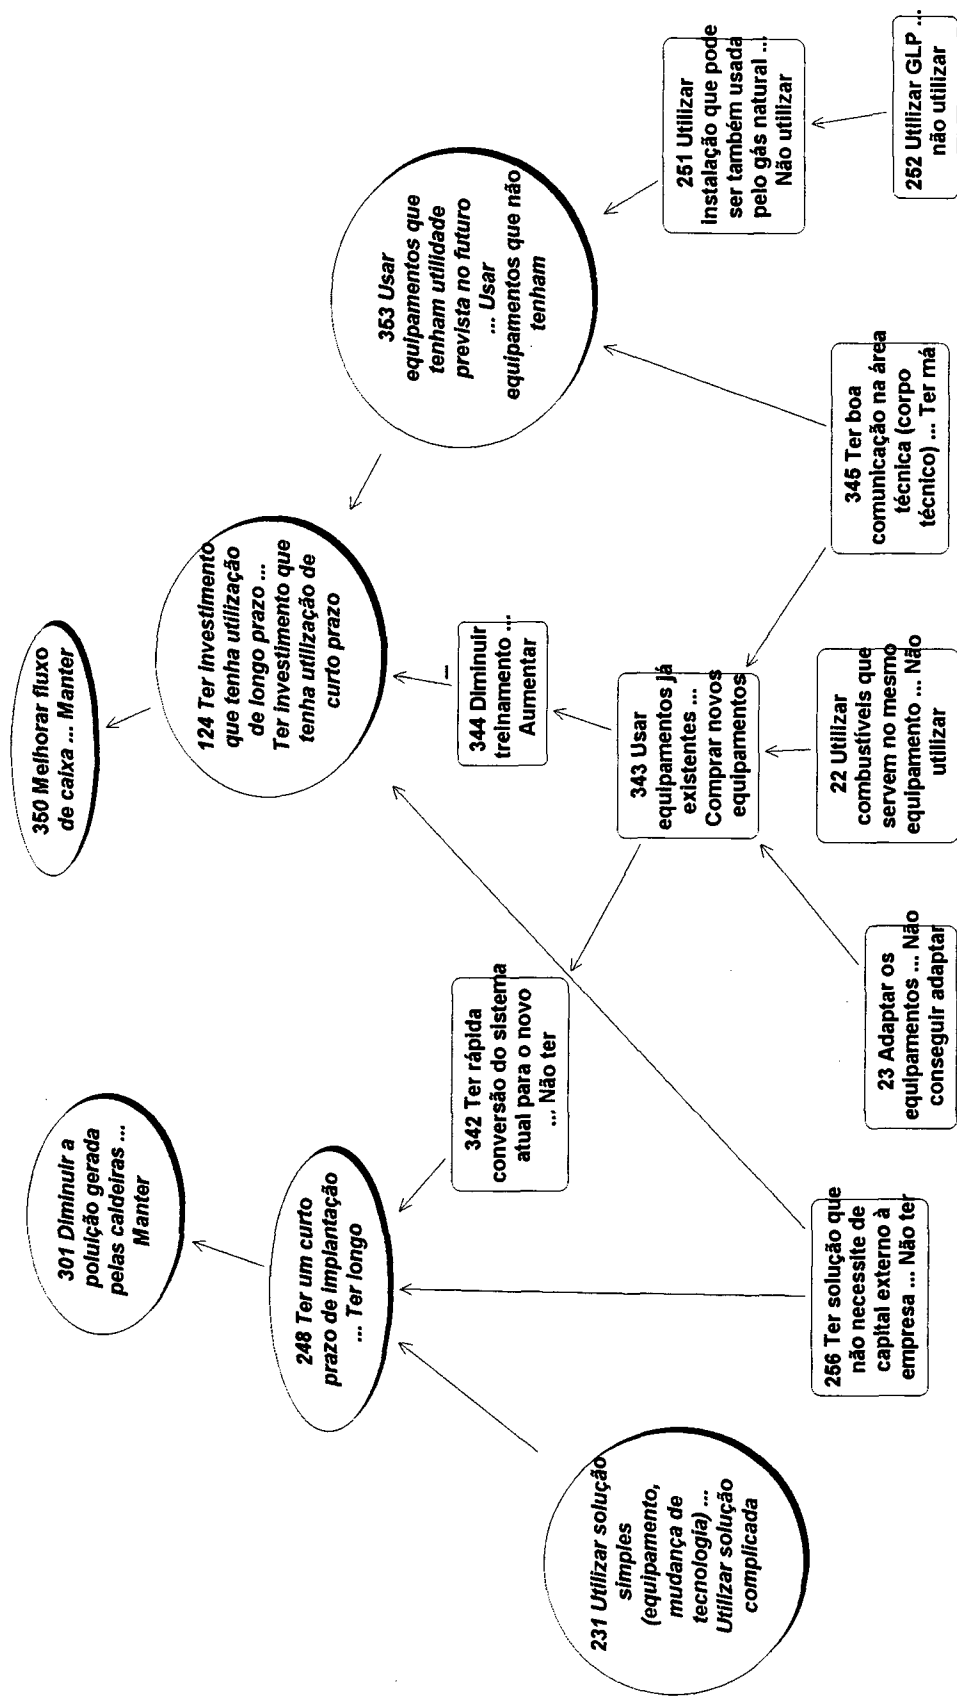 301 Diminuir a
poluição gerada
pelas caldeiras ...
Manter
350 Melhorar fluxo
de caixa ... Manter
248 Ter um curto
prazo de implantação
... Ter longo
124 Ter investimento
que tenha utilização
de longo prazo ...
Ter investimento que
tenha utilização de
curto prazo
353 Usar
equipamentos que
tenham utilidade
prevista no futuro
... Usar
equipamentos que não
tenham
342 Ter rápida
conversão do sistema
atual para o novo
... Não ter
344 Diminuir
treinamento ...
Aumentar
–
231 Utilizar solução
simples
(equipamento,
mudança de
tecnologia) ...
Utilizar solução
complicada
343 Usar
equipamentos já
existentes ...
Comprar novos
equipamentos
251 Utilizar
Instalação que pode
ser também usada
pelo gás natural ...
Não utilizar
256 Ter solução que
não necessite de
capital externo à
empresa ... Não ter
23 Adaptar os
equipamentos ... Não
conseguir adaptar
22 Utilizar
combustíveis que
servem no mesmo
equipamento ... Não
utilizar
345 Ter boa
comunicação na área
técnica (corpo
técnico) ... Ter má
252 Utilizar GLP ...
não utilizar